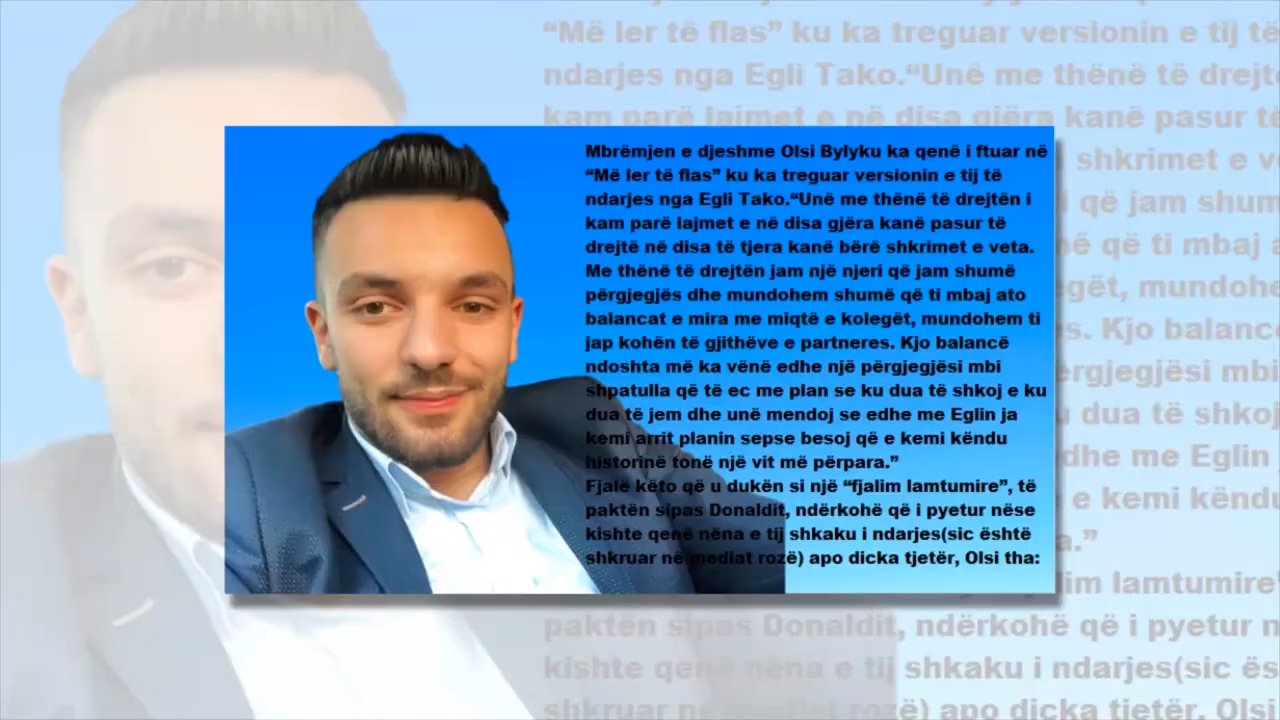 Mbrëmjen e djeshme Olsi Bylyku ka qenë i ftuar në
“Më ler të flas” ku ka treguar versionin e tij të
ndarjes nga Egli Tako.“Unë me thënë të drejtën i
kam parë lajmet e në disa gjëra kanë pasur të
drejtë në disa të tjera kanë bërë shkrimet e veta.
Me thënë të drejtën jam një njeri që jam shumë
përgjegjës dhe mundohem shumë që ti mbaj ato
balancat e mira me miqtë e kolegët, mundohem ti
jap kohën të gjithëve e partneres. Kjo balancë
ndoshta më ka vënë edhe një përgjegjësi mbi
shpatulla që të ec me plan se ku dua të shkoj e ku
dua të jem dhe unë mendoj se edhe me Eglin ja
kemi arrit planin sepse besoj që e kemi këndu
historinë tonë një vit më përpara.”
Fjalë këto që u dukën si një “fjalim lamtumire”, të
paktën sipas Donaldit, ndërkohë që i pyetur nëse
kishte qenë nëna e tij shkaku i ndarjes(sic është
shkruar në mediat rozë) apo dicka tjetër, Olsi tha: